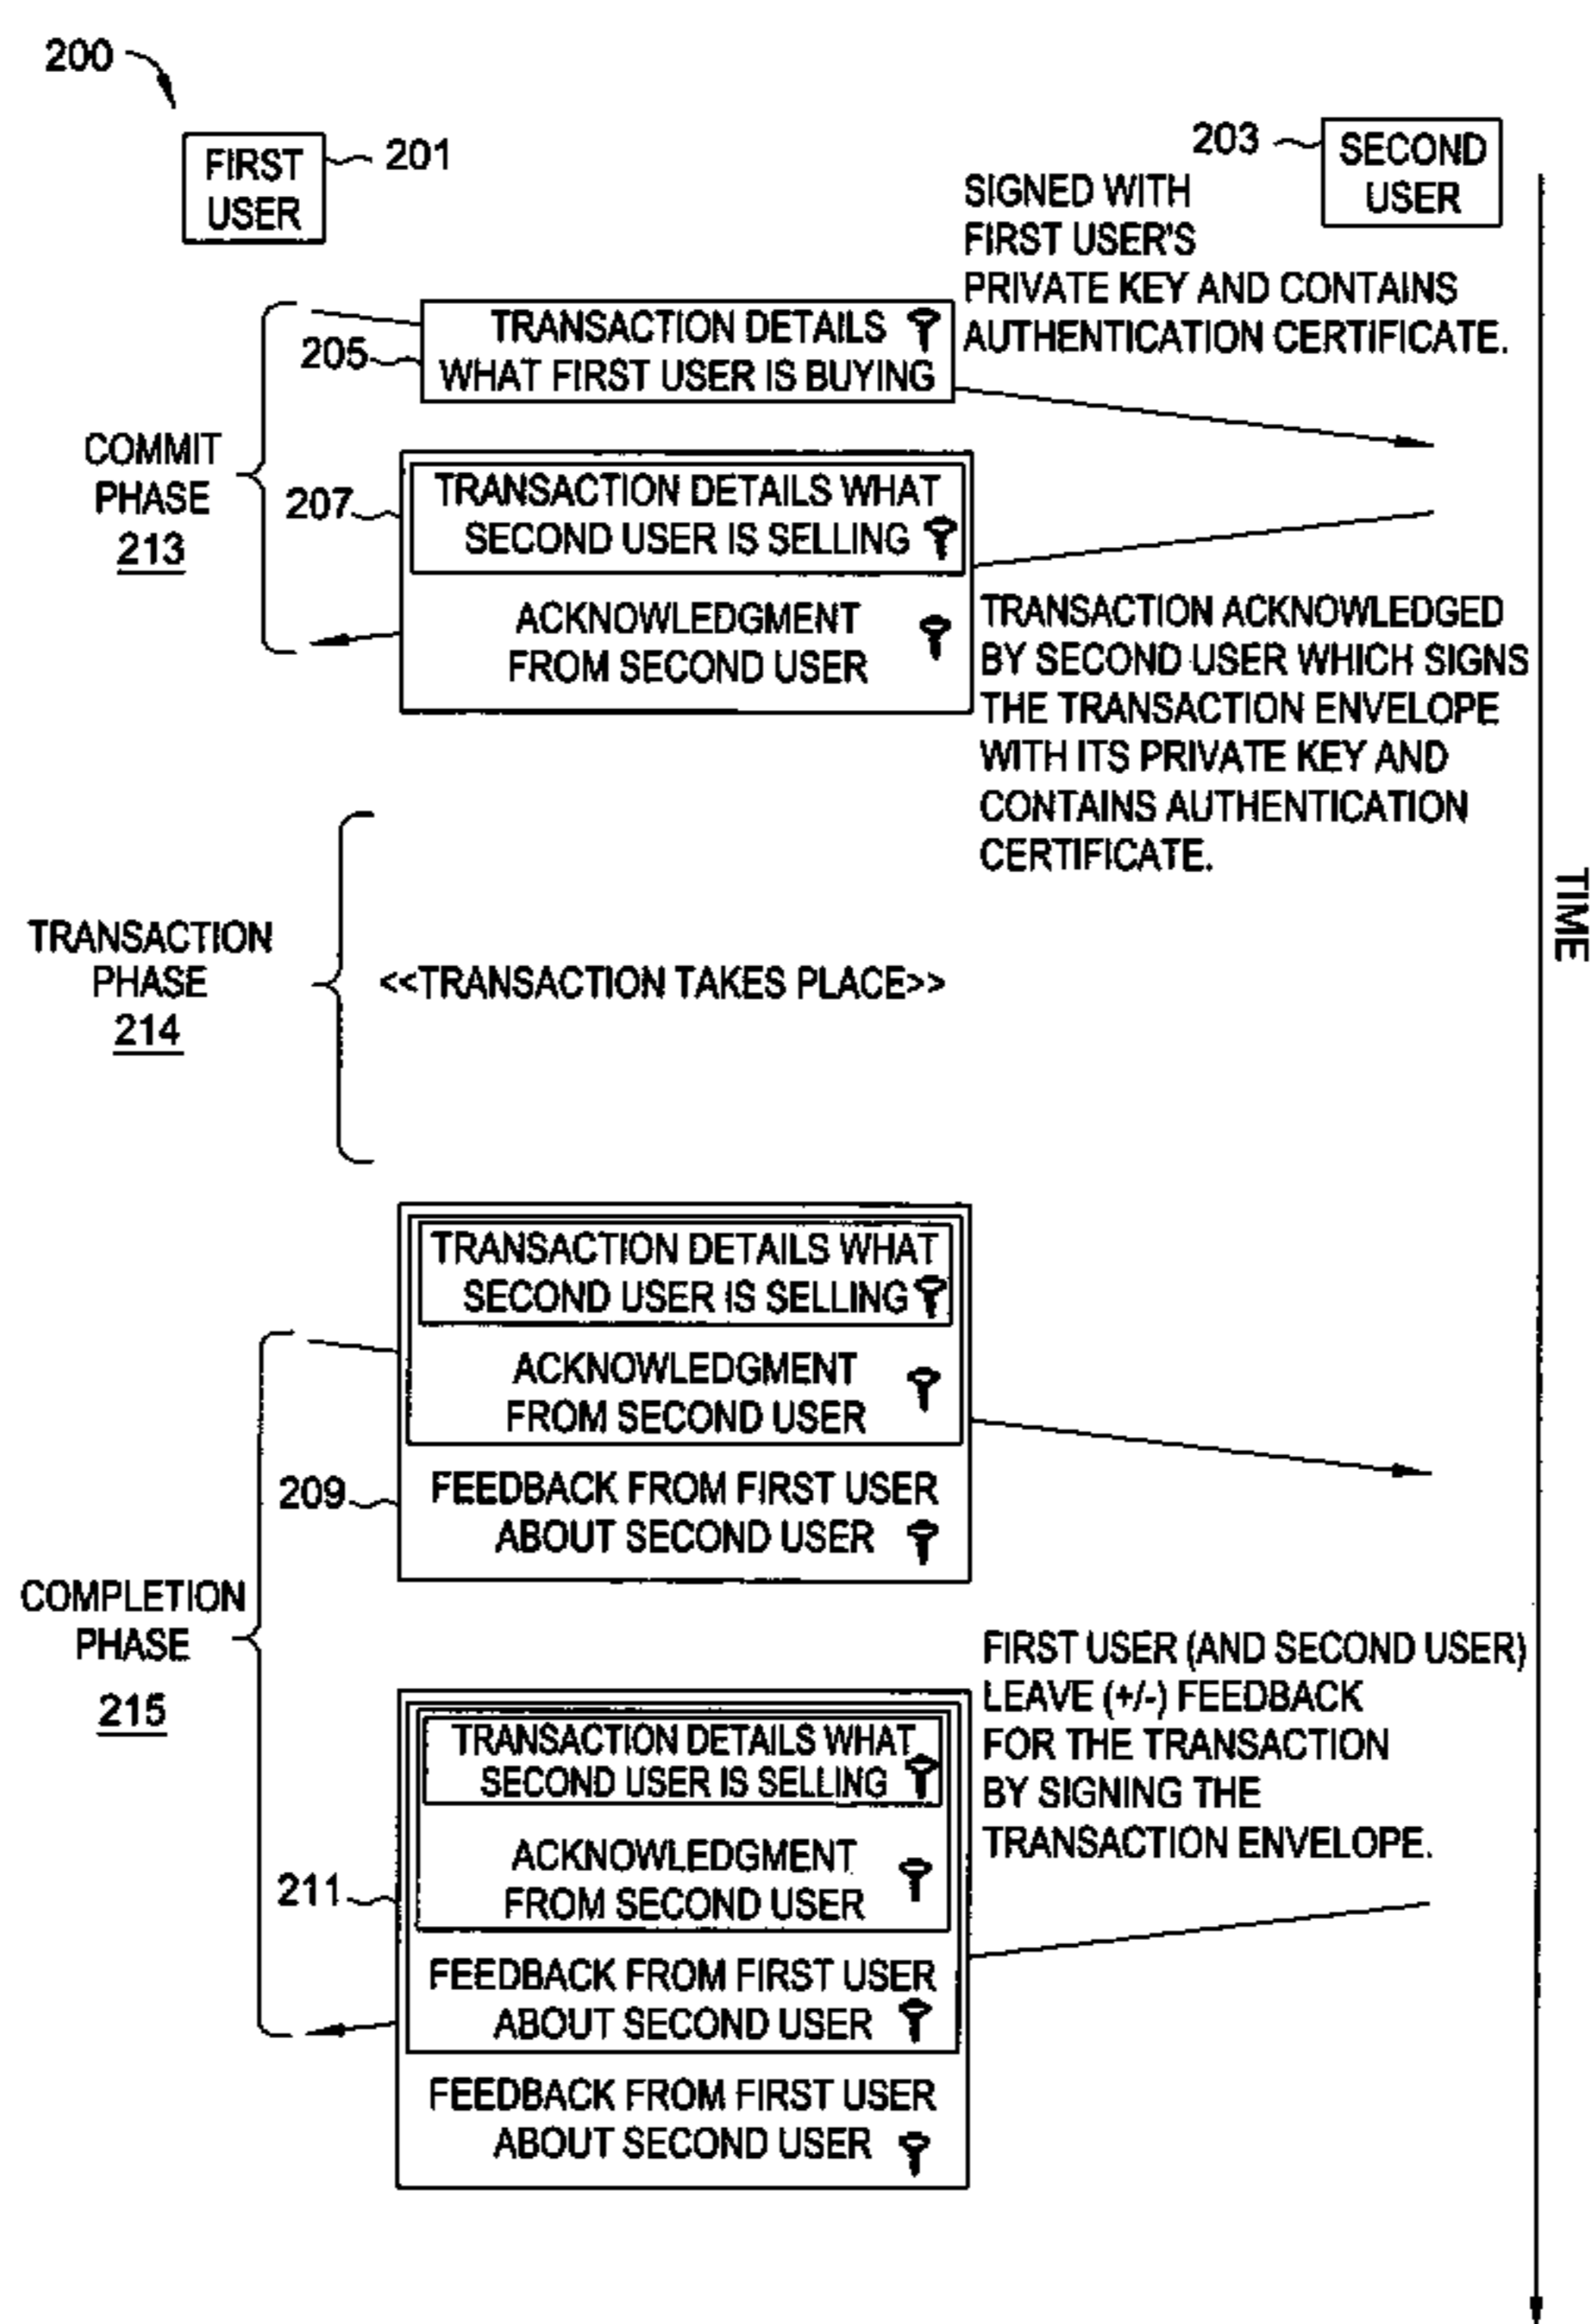 200
FIRST
USER
201
203
SECOND
USER
SIGNED WITH
FIRST USER'S
PRIVATE KEY AND CONTAINS
AUTHENTICATION CERTIFICATE.
TRANSACTION DETAILS
WHAT FIRST USER IS BUYING
205
COMMIT
PHASE
213
207
TRANSACTION DETAILS WHAT
SECOND USER IS SELLING
ACKNOWLEDGMENT
FROM SECOND USER
TRANSACTION ACKNOWLEDGED
BY SECOND USER WHICH SIGNS
THE TRANSACTION ENVELOPE
WITH ITS PRIVATE KEY AND
CONTAINS AUTHENTICATION
CERTIFICATE.
TIME
TRANSACTION
PHASE
214
<<TRANSACTION TAKES PLACE>>
TRANSACTION DETAILS WHAT
SECOND USER IS SELLING
ACKNOWLEDGMENT
FROM SECOND USER
209
FEEDBACK FROM FIRST USER
ABOUT SECOND USER
COMPLETION
PHASE
215
FIRST USER (AND SECOND USER)
LEAVE (+/-) FEEDBACK
FOR THE TRANSACTION
BY SIGNING THE
TRANSACTION ENVELOPE.
TRANSACTION DETAILS WHAT
SECOND USER IS SELLING
ACKNOWLEDGMENT
FROM SECOND USER
211
FEEDBACK FROM FIRST USER
ABOUT SECOND USER
FEEDBACK FROM FIRST USER
ABOUT SECOND USER